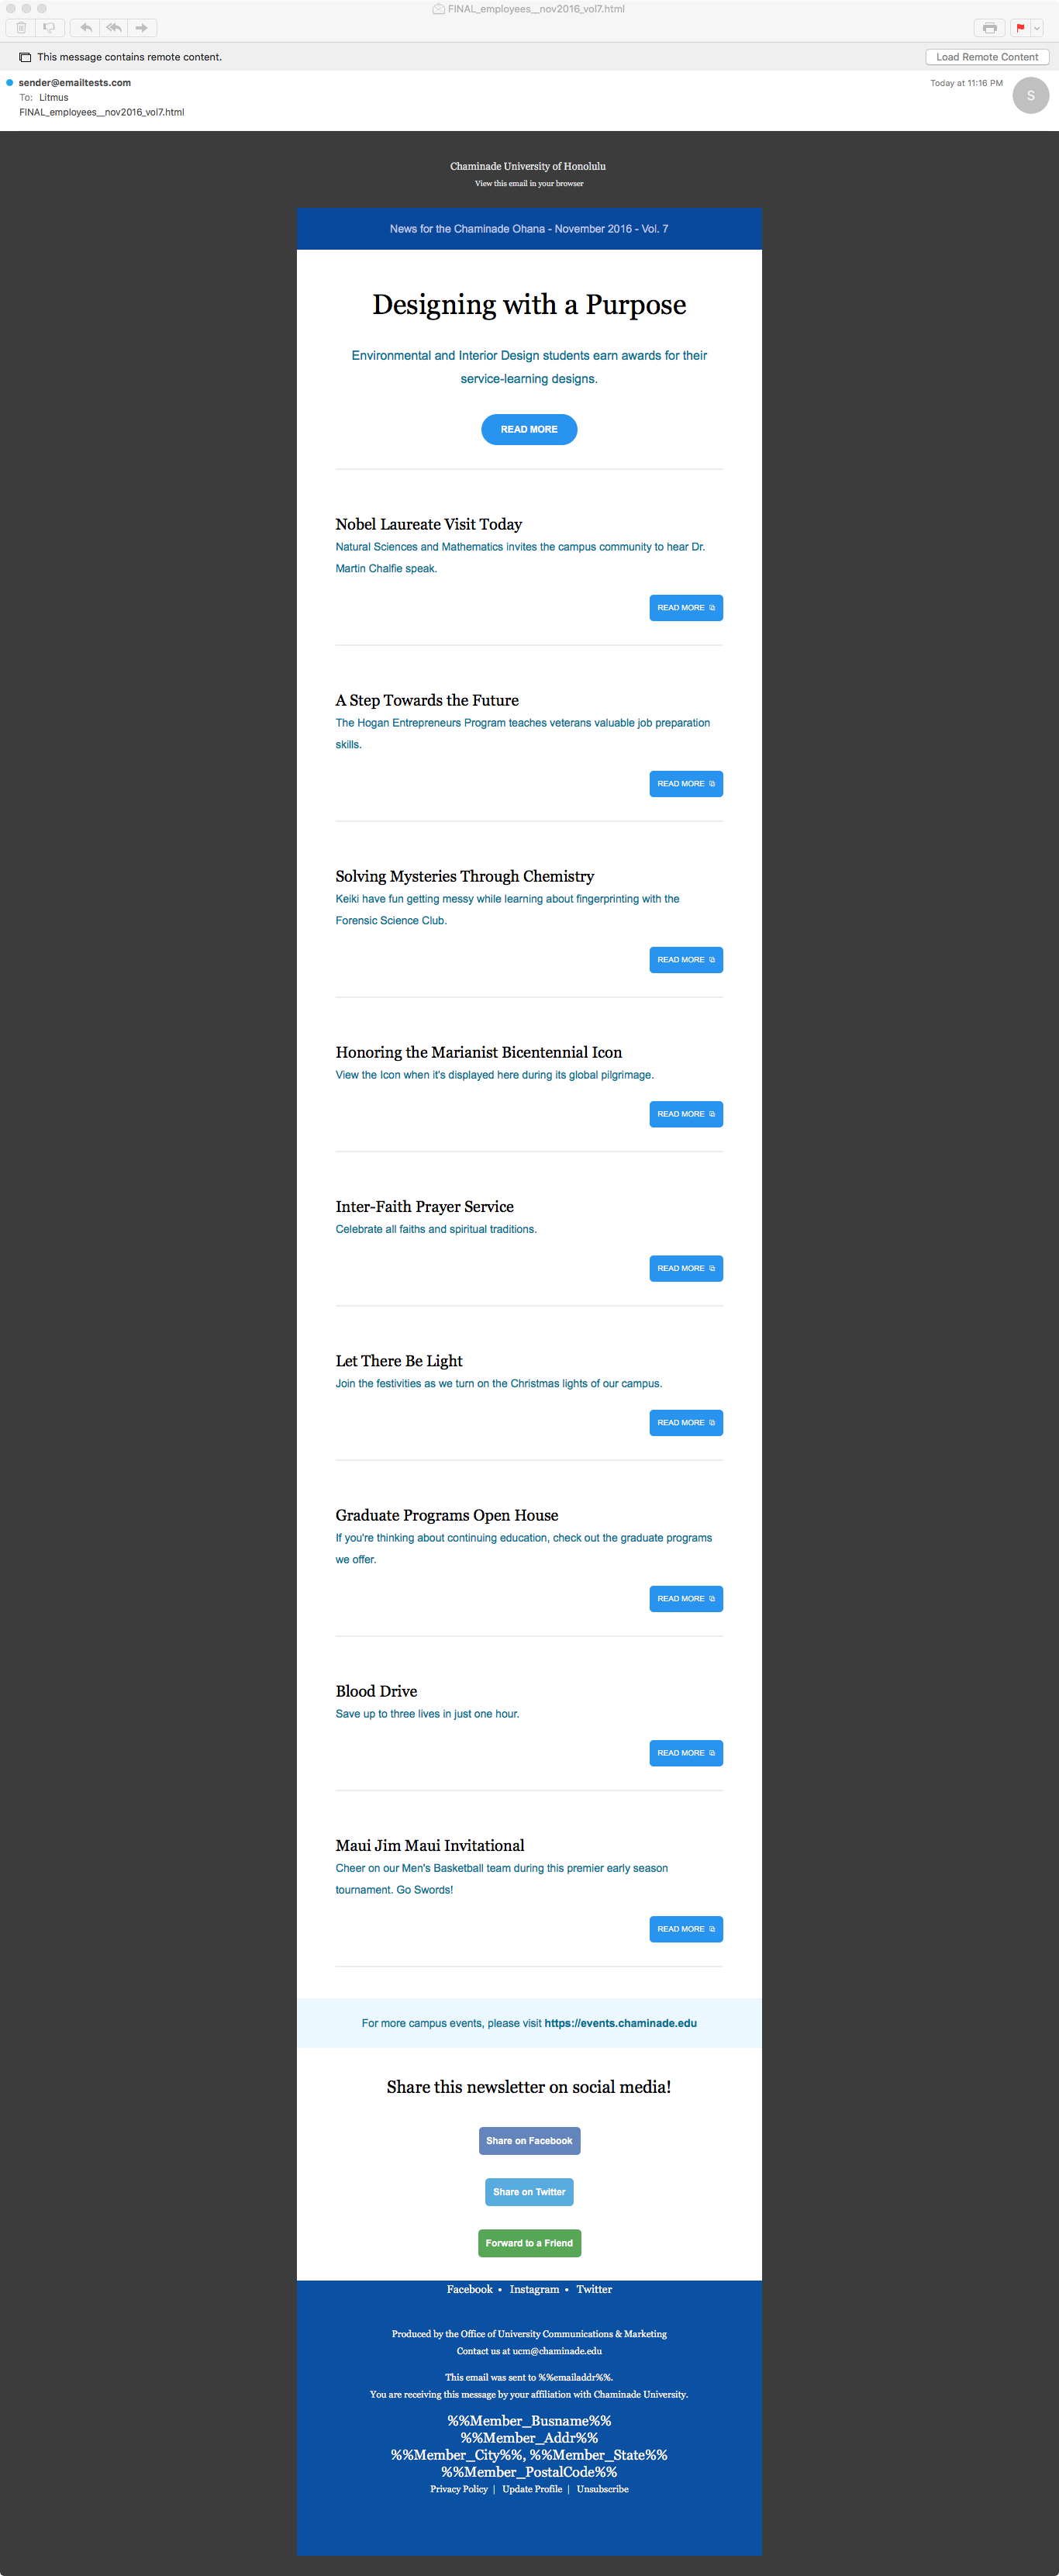 FINAL_employees__nov2016_vol7.html
This message contains remote content.
Load Remote Content
sender@emailtests.com
Today at 11:16 PM
S
To: Litmus
FINAL_employees__nov2016_vol7.html
Chaminade University of Honolulu
View this email in your browser
News for the Chaminade Ohana - November 2016 - Vol. 7
Designing with a Purpose
Environmental and Interior Design students earn awards for their
service-learning designs.
READ MORE
Nobel Laureate Visit Today
Natural Sciences and Mathematics invites the campus community to hear Dr.
Martin Chalfie speak.
READ MORE
A Step Towards the Future
The Hogan Entrepreneurs Program teaches veterans valuable job preparation
skills.
READ MORE
Solving Mysteries Through Chemistry
Keiki have fun getting messy while learning about fingerprinting with the
Forensic Science Club.
READ MORE
Honoring the Marianist Bicentennial Icon
View the Icon when it's displayed here during its global pilgrimage.
READ MORE
Inter-Faith Prayer Service
Celebrate all faiths and spiritual traditions.
READ MORE
Let There Be Light
Join the festivities as we turn on the Christmas lights of our campus.
READ MORE
Graduate Programs Open House
If you're thinking about continuing education, check out the graduate programs
we offer.
READ MORE
Blood Drive
Save up to three lives in just one hour.
READ MORE
Maui Jim Maui Invitational
Cheer on our Men's Basketball team during this premier early season
tournament. Go Swords!
READ MORE
For more campus events, please visit https://events.chaminade.edu
Share this newsletter on social media!
Share on Facebook
Share on Twitter
Forward to a Friend
Facebook • Instagram • Twitter
Produced by the Office of University Communications & Marketing
Contact us at ucm@chaminade.edu
This email was sent to %%emailaddr%%.
You are receiving this message by your affiliation with Chaminade University.
%%Member_Busname%%
%%Member_Addr%%
%%Member_City%%, %%Member_State%%
%%Member_PostalCode%%
Privacy Policy | Update Profile | Unsubscribe